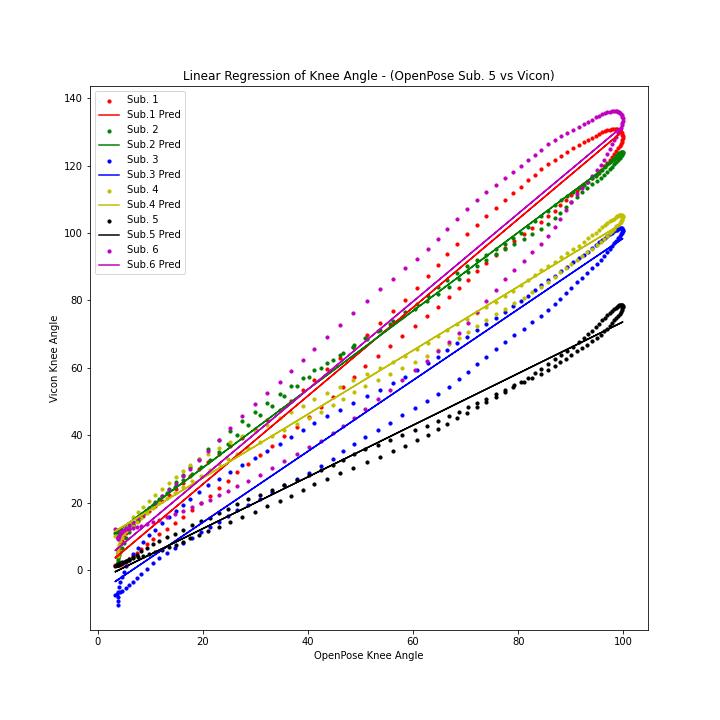 Linear Regression of Knee Angle - (OpenPose Sub. 5 vs Vicon)
Sub. 1
Sub.1 Pred
Sub. 2
Sub.2 Pred
Sub. 3
Sub.3 Pred
Sub. 4
Sub.4 Pred
Sub. 5
Sub.5 Pred
Sub. 6
Sub.6 Pred
140
120
100
80
60
40
20
0
Vicon Knee Angle
0 20 40 60 80 100
OpenPose Knee Angle